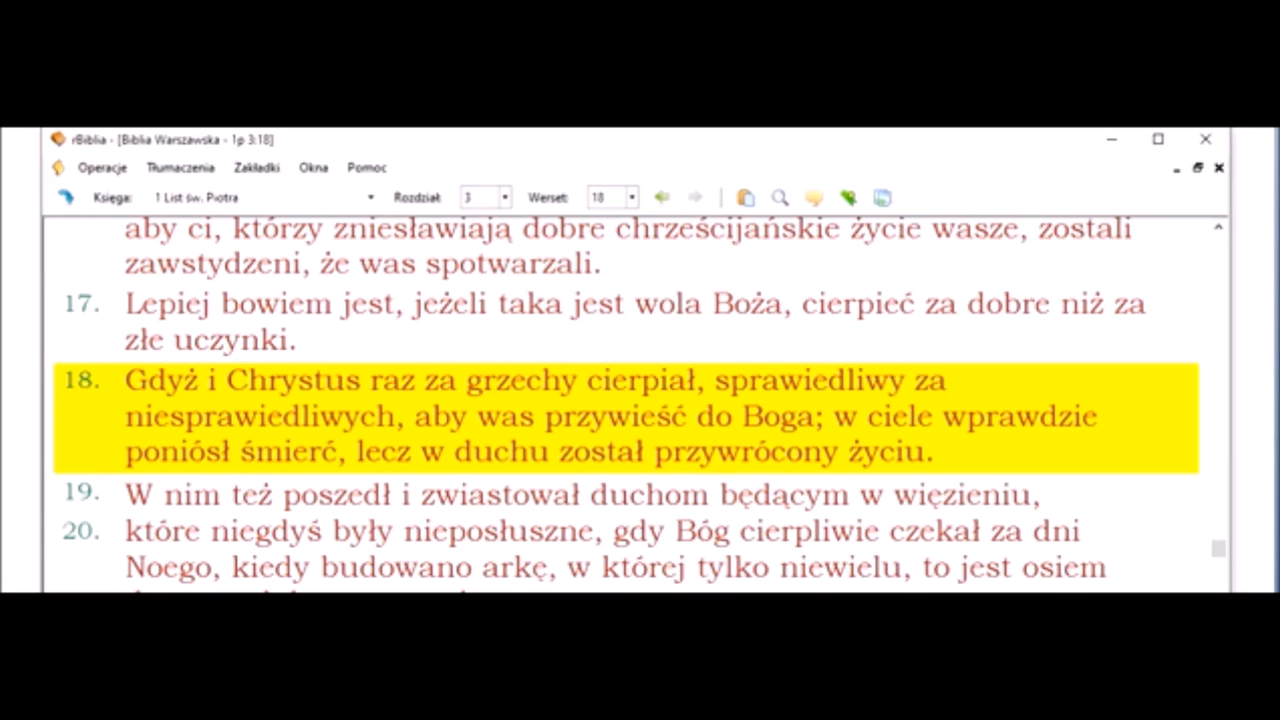 rBiblia - [Biblia Warszawska - 1p 3:18]
Operacje Tłumaczenia Zakładki Okna Pomoc
Księga: 1 List św. Piotra Rozdział: 3 Werset: 18
aby ci, którzy zniesławiają dobre chrześcijańskie życie wasze, zostali
zawstydzeni, że was spotwarzali.
17. Lepiej bowiem jest, jeżeli taka jest wola Boża, cierpieć za dobre niż za
złe uczynki.
18. Gdyż i Chrystus raz za grzechy cierpiał, sprawiedliwy za
niesprawiedliwych, aby was przywieść do Boga; w ciele wprawdzie
poniósł śmierć, lecz w duchu został przywrócony życiu.
19. W nim też poszedł i zwiastował duchom będącym w więzieniu,
20. które niegdyś były nieposłuszne, gdy Bóg cierpliwie czekał za dni
Noego, kiedy budowano arkę, w której tylko niewielu, to jest osiem